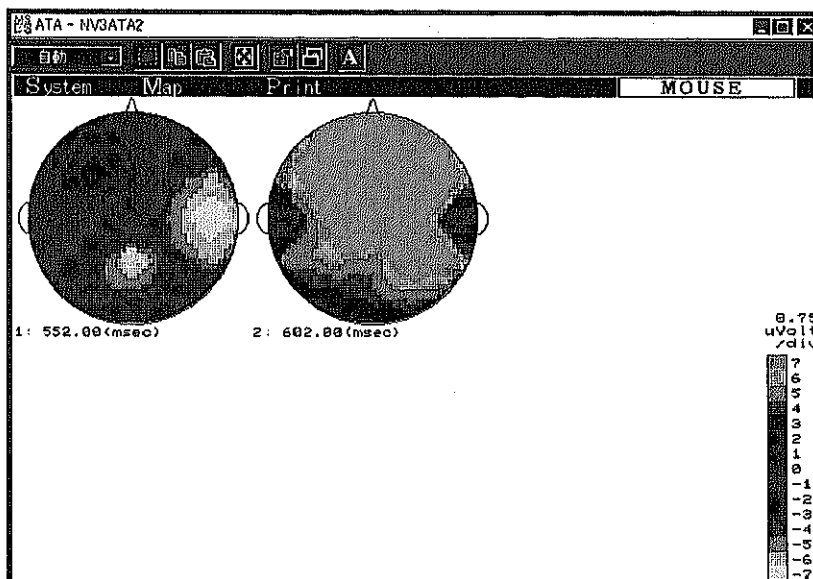 ATA - NV3ATA2
自動
A
System Map Print MOUSE
1: 552.00(msec) 2: 602.00(msec)
0.75
uVolt
/div
7
6
5
4
3
2
1
0
-1
-2
-3
-4
-5
-6
-7